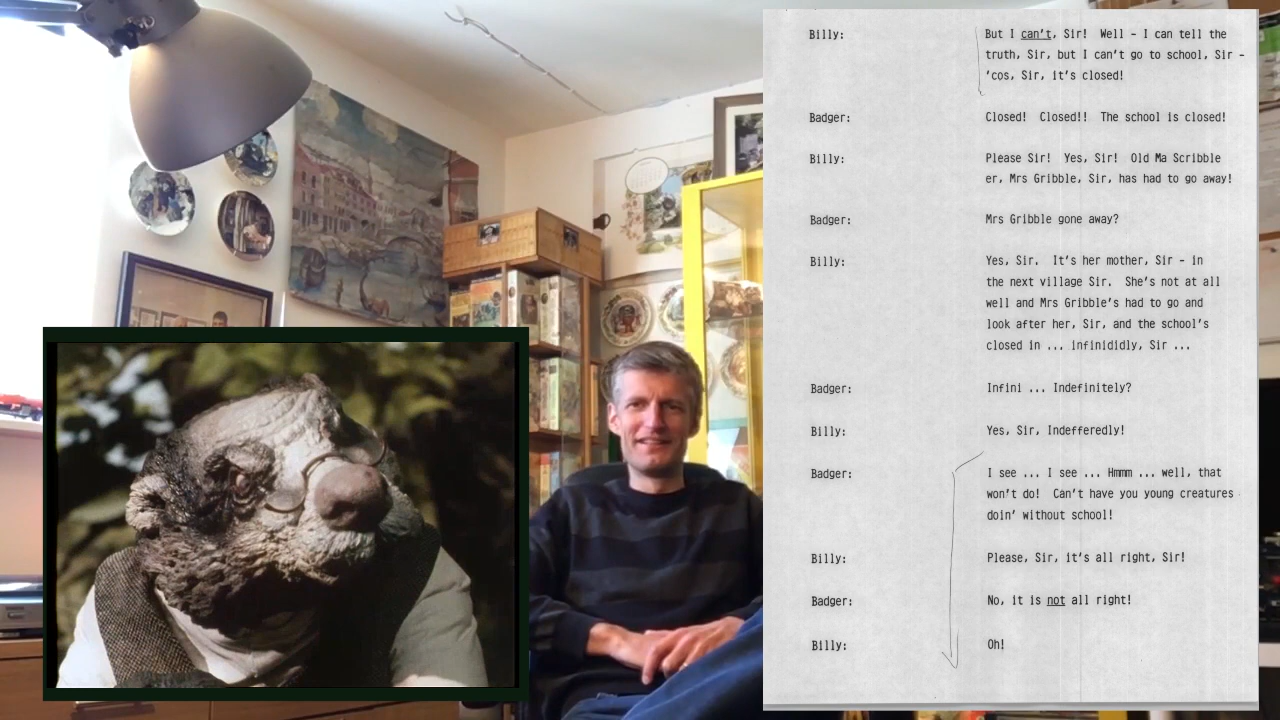 Billy: But I can't, Sir! Well - I can tell the
truth, Sir, but I can't go to school, Sir -
'cos, Sir, it's closed!
Badger: Closed! Closed!! The school is closed!
Billy: Please Sir! Yes, Sir! Old Ma Scribble
er, Mrs Gribble, Sir, has had to go away!
Badger: Mrs Gribble gone away?
Billy: Yes, Sir. It's her mother, Sir - in
the next village Sir. She's not at all
well and Mrs Gribble's had to go and
look after her, Sir, and the school's
closed in ... infinididly, Sir ...
Badger: Infini ... Indefinitely?
Billy: Yes, Sir, Indefferedly!
Badger: I see ... I see ... Hmmm ... well, that
won't do! Can't have you young creatures
doin' without school!
Billy: Please, Sir, it's all right, Sir!
Badger: No, it is not all right!
Billy: Oh!